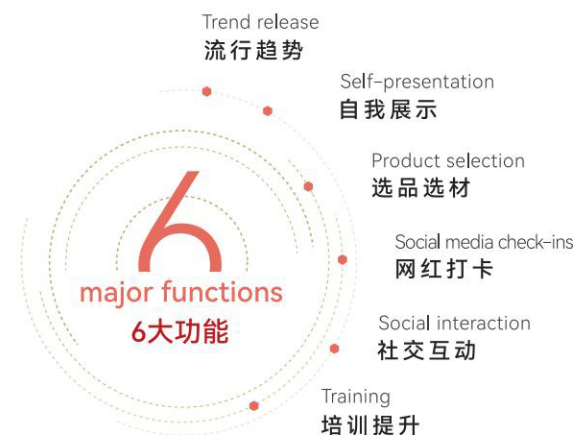 Trend release
流行趋势
Self-presentation
自我展示
Product selection
选品选材
Social media check-ins
网红打卡
Social interaction
社交互动
Training
培训提升
6
major functions
6大功能